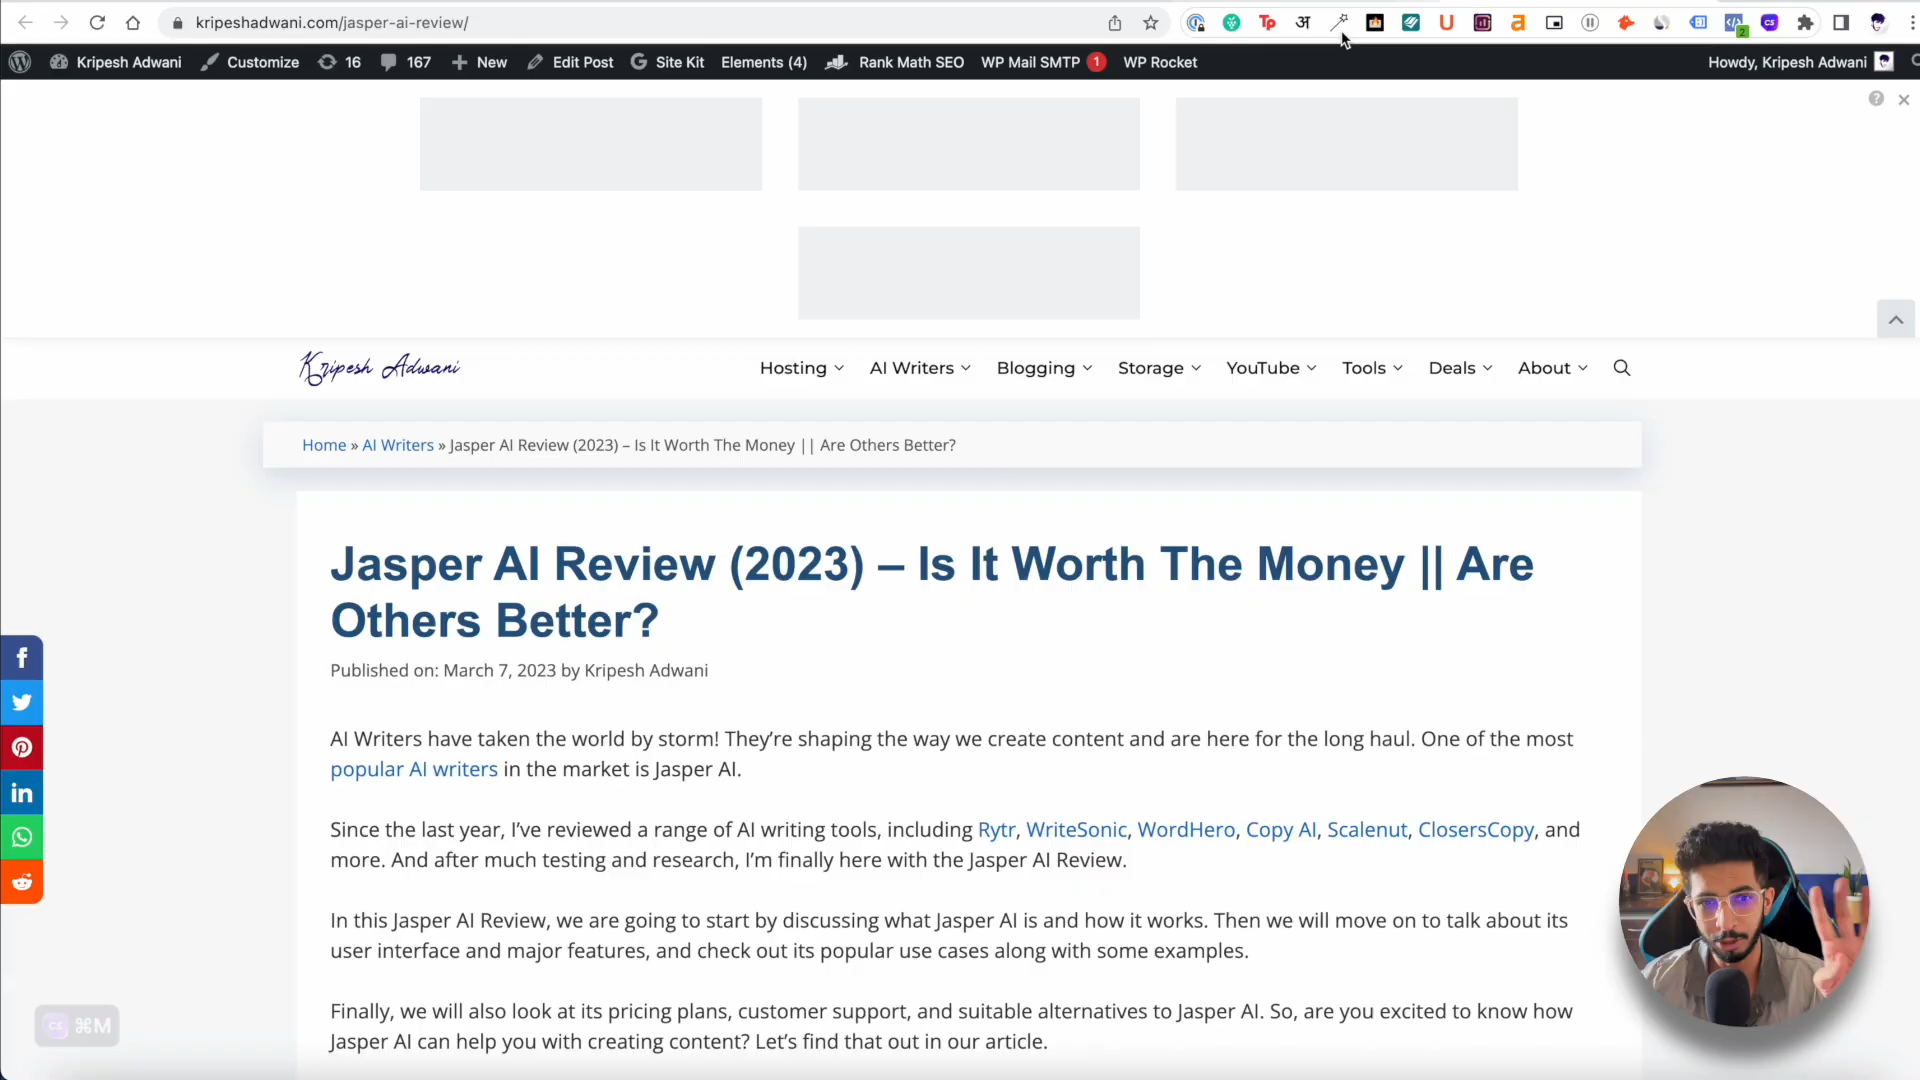 kripeshadwani.com/jasper-ai-review/
Tp
अ
U
a
2
CS
Kripesh Adwani
Customize
16
167
New
Edit Post
Site Kit
Elements (4)
Rank Math SEO
WP Mail SMTP 1
WP Rocket
Howdy, Kripesh Adwani
Kripesh Adwani
Hosting
AI Writers
Blogging
Storage
YouTube
Tools
Deals
About
Home » AI Writers » Jasper AI Review (2023) – Is It Worth The Money || Are Others Better?
Jasper AI Review (2023) – Is It Worth The Money || Are
Others Better?
Published on: March 7, 2023 by Kripesh Adwani
AI Writers have taken the world by storm! They’re shaping the way we create content and are here for the long haul. One of the most
popular AI writers in the market is Jasper AI.
Since the last year, I’ve reviewed a range of AI writing tools, including Rytr, WriteSonic, WordHero, Copy AI, Scalenut, ClosersCopy, and
more. And after much testing and research, I’m finally here with the Jasper AI Review.
In this Jasper AI Review, we are going to start by discussing what Jasper AI is and how it works. Then we will move on to talk about its
user interface and major features, and check out its popular use cases along with some examples.
Finally, we will also look at its pricing plans, customer support, and suitable alternatives to Jasper AI. So, are you excited to know how
Jasper AI can help you with creating content? Let’s find that out in our article.
CS ⌘M